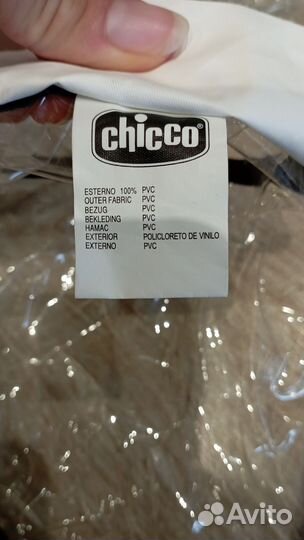 chicco®
ESTERNO 100% PVC
OUTER FABRIC PVC
BEZUG PVC
BEKLEDING PVC
HAMAC PVC
EXTERIOR POLICLORETO DE VINILO
EXTERNO PVC
Avito